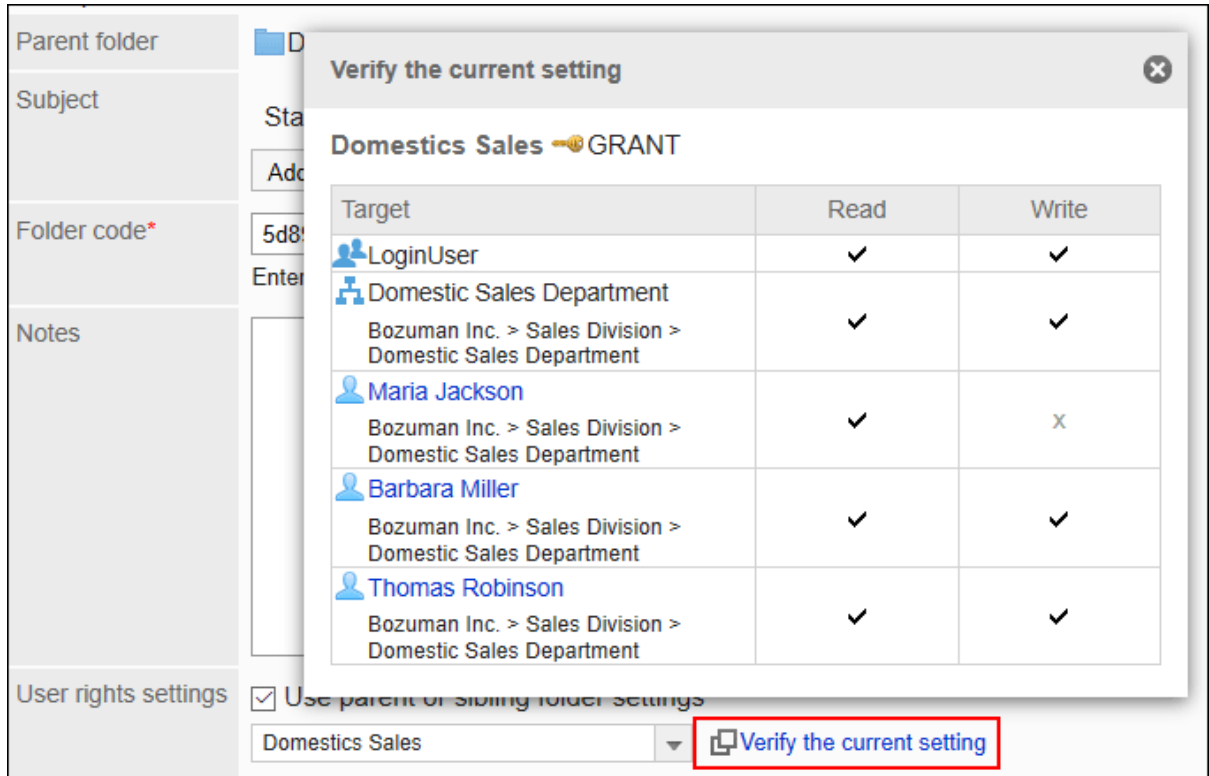 Parent folder
D
Verify the current setting
Subject
Sta
Domestics Sales GRANT
Add
Target Read Write
Folder code*
5d89
LoginUser
Enter
Domestic Sales Department
Bozuman Inc. > Sales Division >
Domestic Sales Department
Notes
Maria Jackson
x
Bozuman Inc. > Sales Division >
Domestic Sales Department
Barbara Miller
Bozuman Inc. > Sales Division >
Domestic Sales Department
Thomas Robinson
Bozuman Inc. > Sales Division >
Domestic Sales Department
User rights settings
Use parent or sibling folder settings
Domestics Sales
Verify the current setting